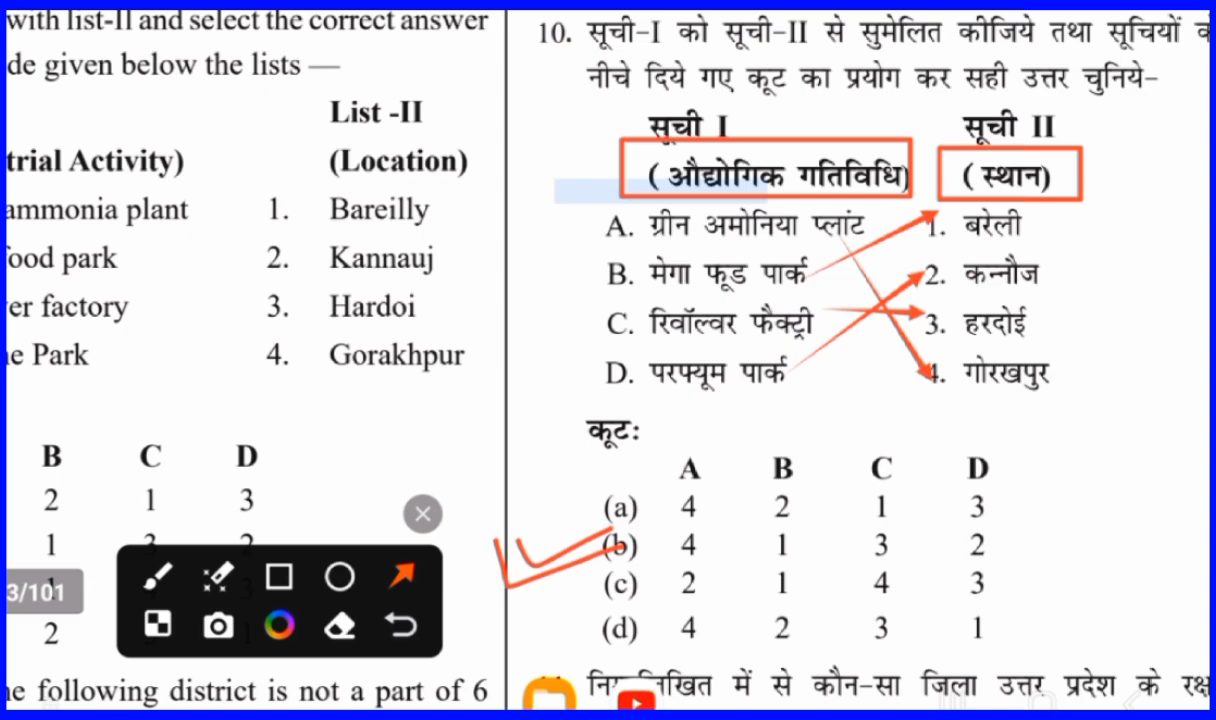 with list-II and select the correct answer
de given below the lists —
List -II
trial Activity) (Location)
ammonia plant 1. Bareilly
food park 2. Kannauj
er factory 3. Hardoi
e Park 4. Gorakhpur
B C D
2 1 3
1 3 2
3/101
2
e following district is not a part of 6
10. सूची-I को सूची-II से सुमेलित कीजिये तथा सूचियों
नीचे दिये गए कूट का प्रयोग कर सही उत्तर चुनिये-
सूची I सूची II
( औद्योगिक गतिविधि) ( स्थान)
A. ग्रीन अमोनिया प्लांट 1. बरेली
B. मेगा फूड पार्क 2. कन्नौज
C. रिवॉल्वर फैक्ट्री 3. हरदोई
D. परफ्यूम पार्क 4. गोरखपुर
कूटः
A B C D
(a) 4 2 1 3
(b) 4 1 3 2
(c) 2 1 4 3
(d) 4 2 3 1
में से कौन-सा जिला उत्तर प्रदेश के